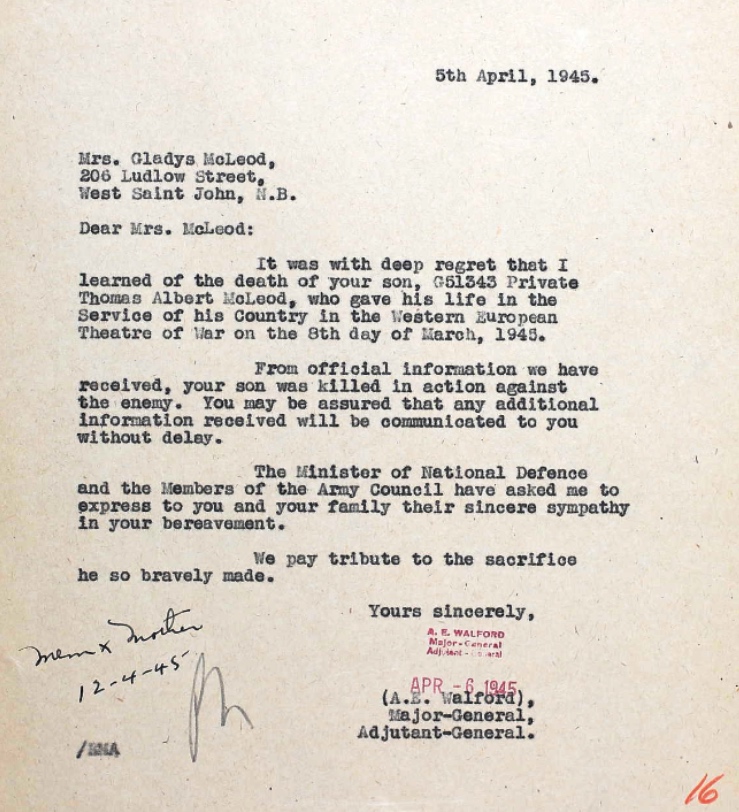 5th April, 1945.
Mrs. Gladys McLeod,
206 Ludlow Street,
West Saint John, N.B.
Dear Mrs. McLeod:
It was with deep regret that I
learned of the death of your son, G51343 Private
Thomas Albert McLeod, who gave his life in the
Service of his Country in the Western European
Theatre of War on the 8th day of March, 1945.
From official information we have
received, your son was killed in action against
the enemy. You may be assured that any additional
information received will be communicated to you
without delay.
The Minister of National Defence
and the Members of the Army Council have asked me to
express to you and your family their sincere sympathy
in your bereavement.
We pay tribute to the sacrifice
he so bravely made.
Yours sincerely,
A. E. WALFORD
Major-General
Adjutant-General
APR - 6 1945
(A.E. Walford),
Major-General,
Adjutant-General.
Mem x Mother
12-4-45
16